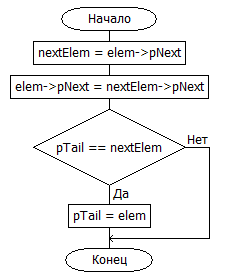 Начало
nextElem = elem->pNext
elem->pNext = nextElem->pNext
pTail == nextElem
Нет
Да
pTail = elem
Конец